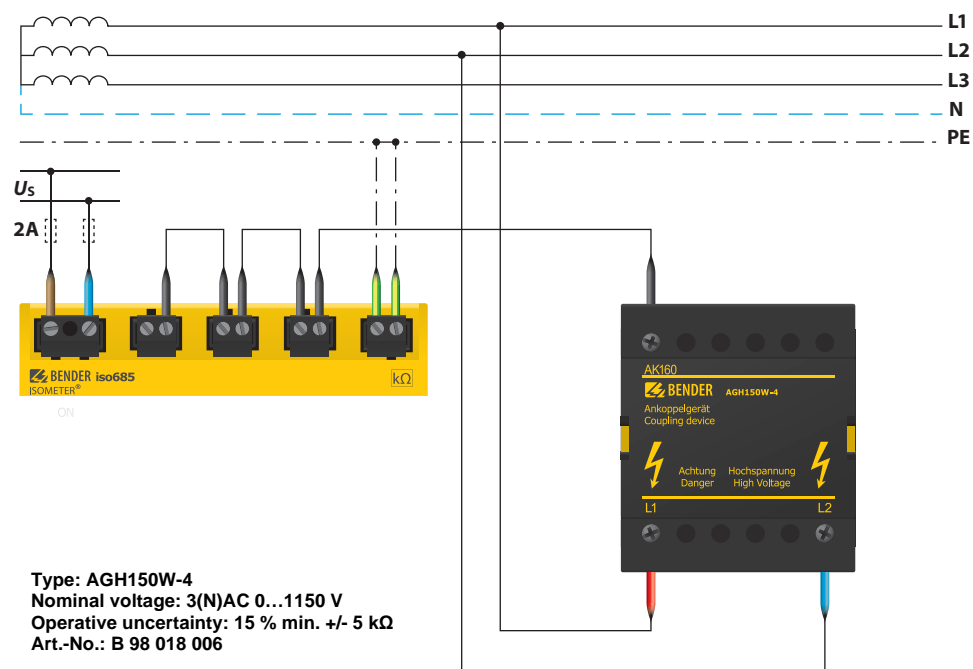 L1
L2
L3
N
PE
US
2A
BENDER iso685
ISOMETER®
kΩ
ON
AK160
BENDER AGH150W-4
Ankoppelgerät
Coupling device
Achtung Hochspannung
Danger High Voltage
L1 L2
Type: AGH150W-4
Nominal voltage: 3(N)AC 0…1150 V
Operative uncertainty: 15 % min. +/- 5 kΩ
Art.-No.: B 98 018 006